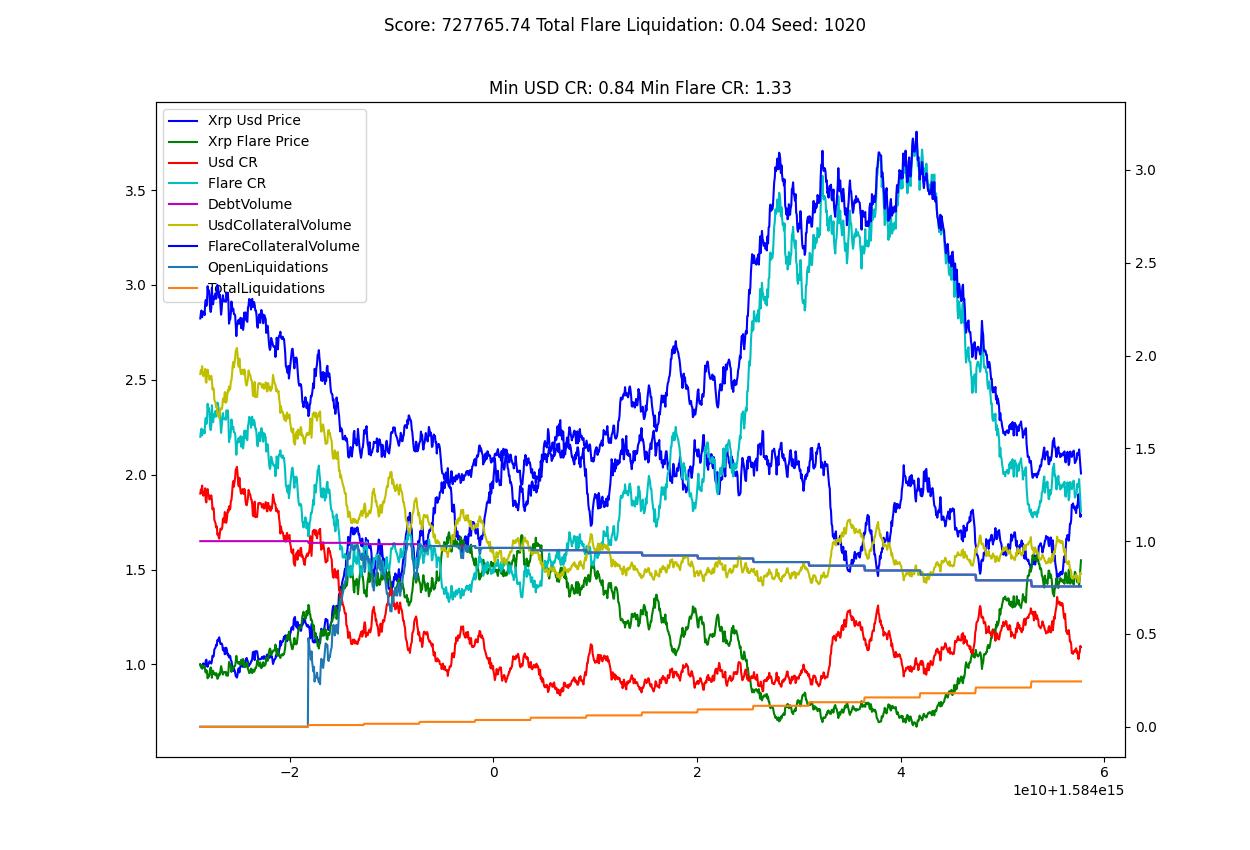 Score: 727765.74 Total Flare Liquidation: 0.04 Seed: 1020
Min USD CR: 0.84 Min Flare CR: 1.33
Xrp Usd Price
Xrp Flare Price
Usd CR
Flare CR
DebtVolume
UsdCollateralVolume
FlareCollateralVolume
OpenLiquidations
TotalLiquidations
3.5
3.0
2.5
2.0
1.5
1.0
3.0
2.5
2.0
1.5
1.0
0.5
0.0
−2 0 2 4 6
1e10+1.584e15